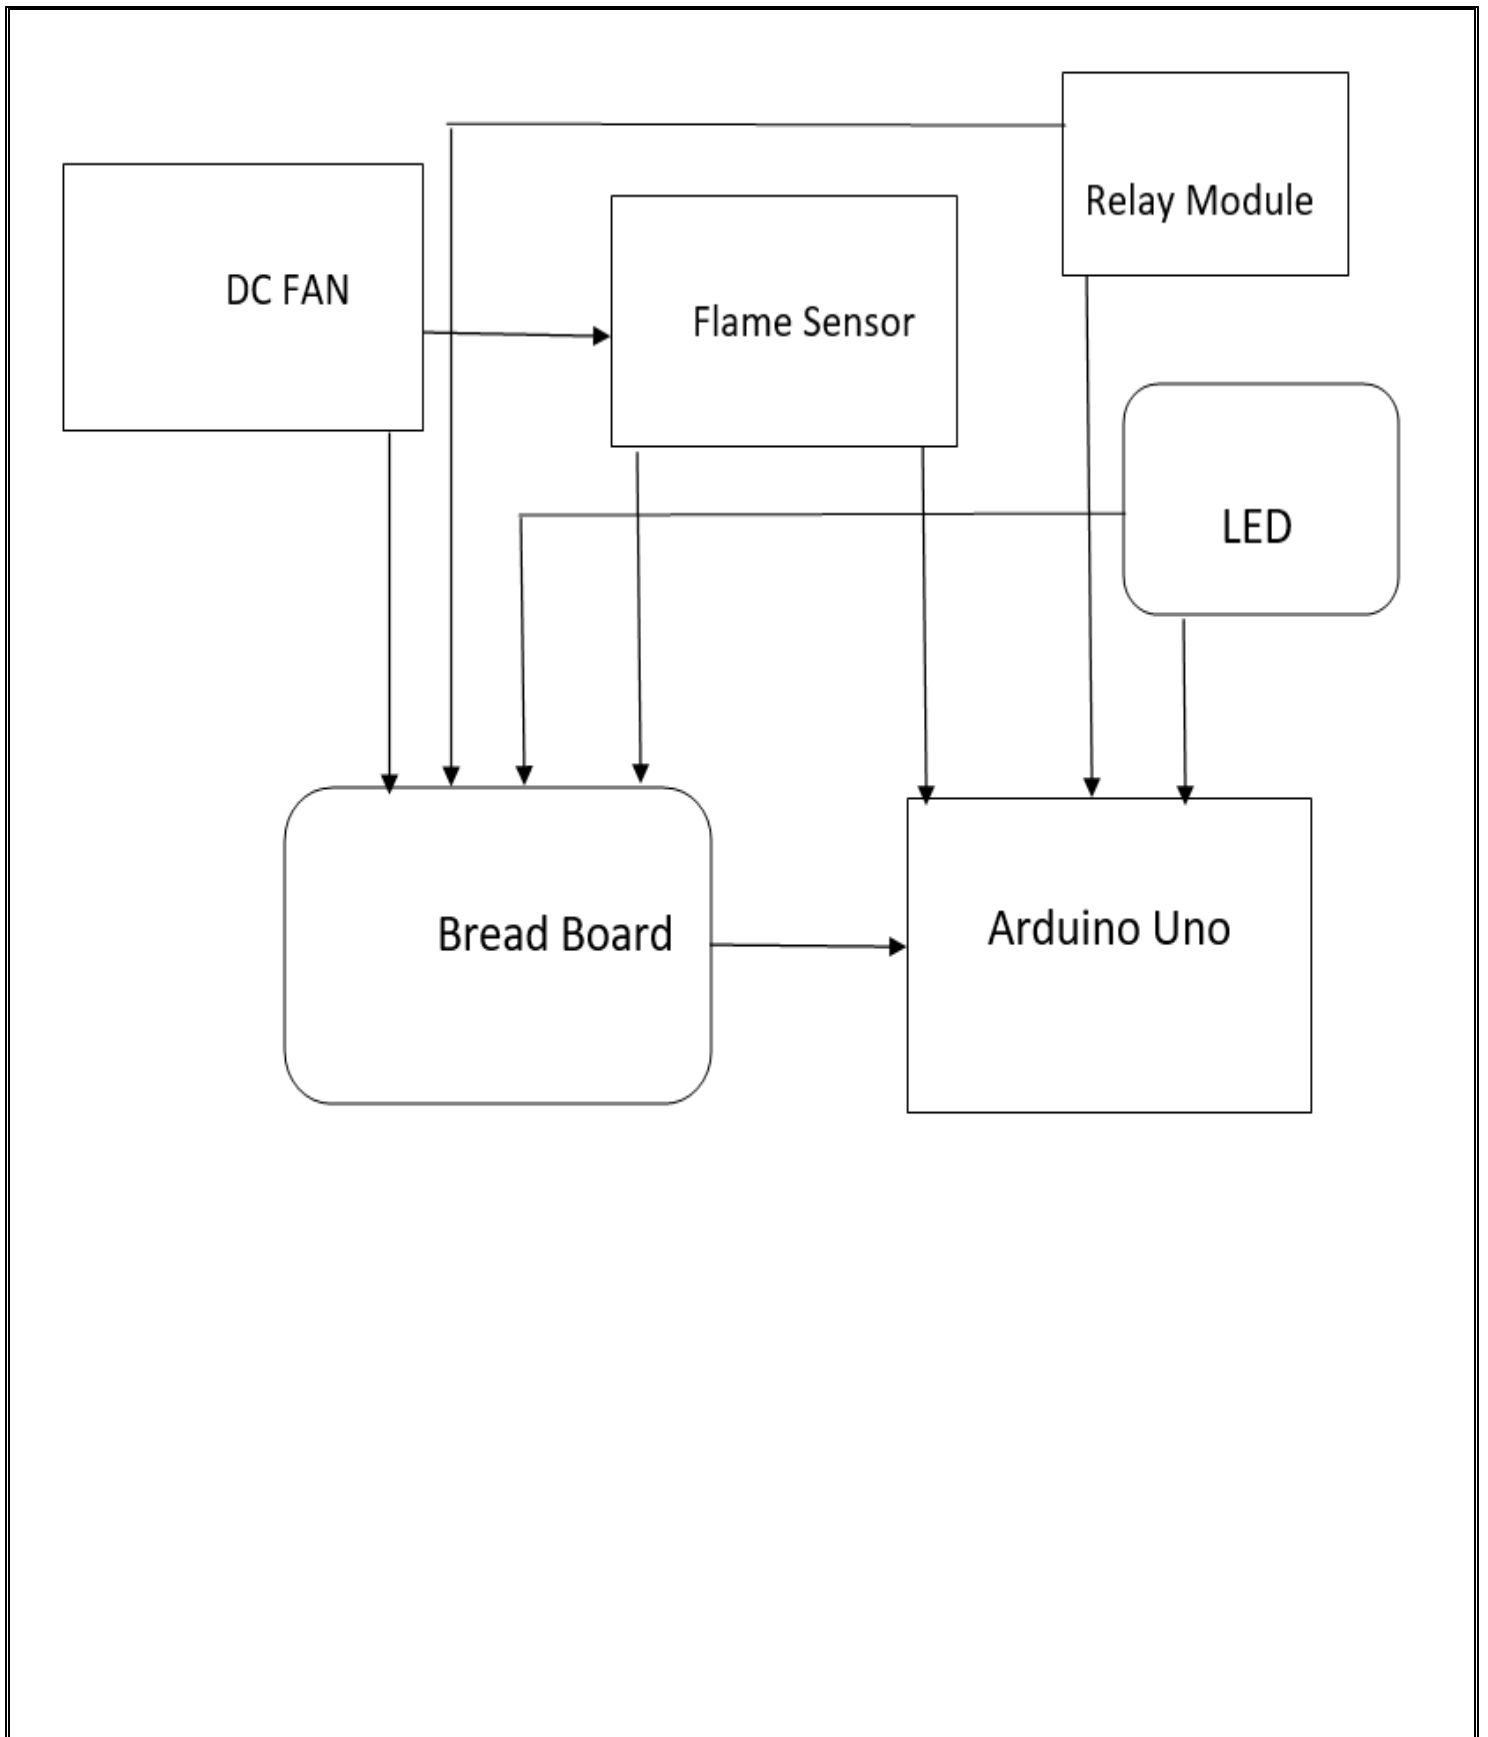 Relay Module
DC FAN
Flame Sensor
LED
Bread Board
Arduino Uno